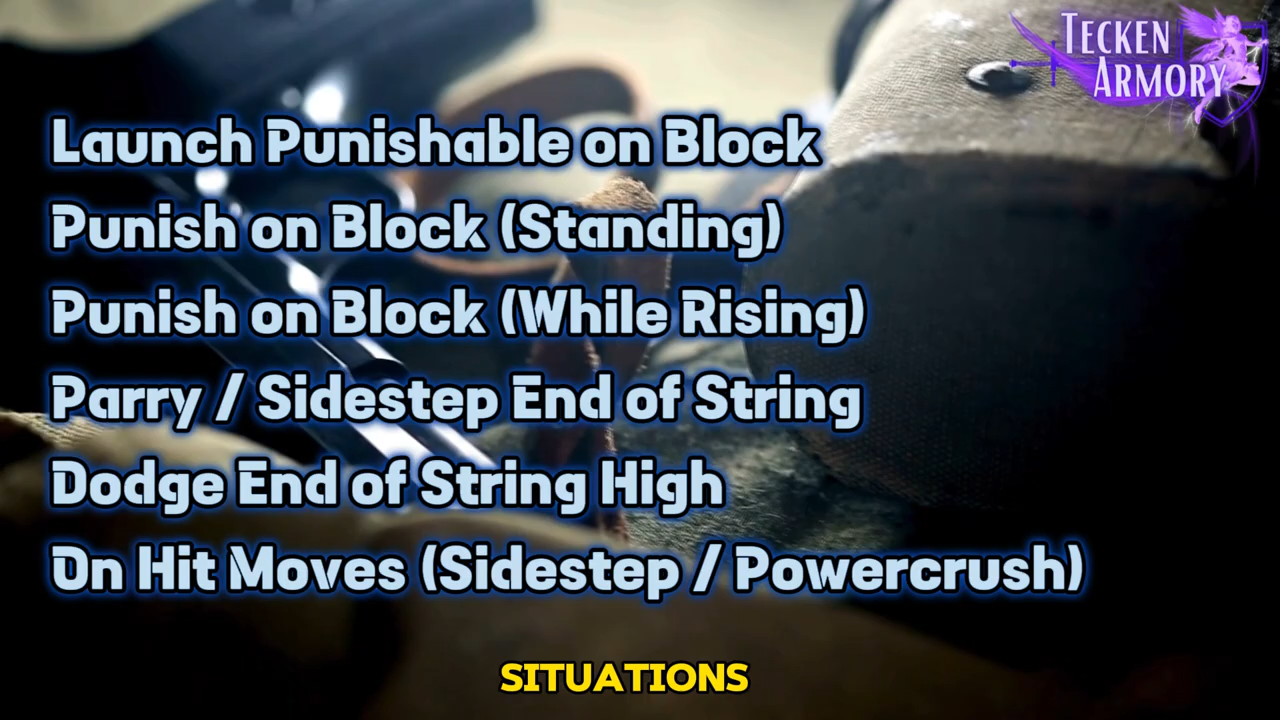 TECKEN
ARMORY
Launch Punishable on Block
Punish on Block (Standing)
Punish on Block (While Rising)
Parry / Sidestep End of String
Dodge End of String High
On Hit Moves (Sidestep / Powercrush)
SITUATIONS